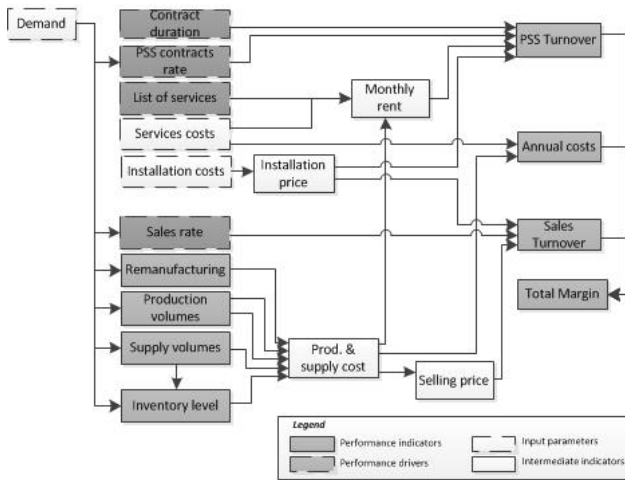 Demand
Contract
duration
PSS Turnover
PSS contracts
rate
List of services
Monthly
rent
Services costs
Annual costs
Installation costs
Installation
price
Sales rate
Sales
Turnover
Remanufacturing
Production
volumes
Total Margin
Supply volumes
Prod. &
supply cost
Selling price
Inventory level
Legend
Performance indicators
Input parameters
Performance drivers
Intermediate indicators